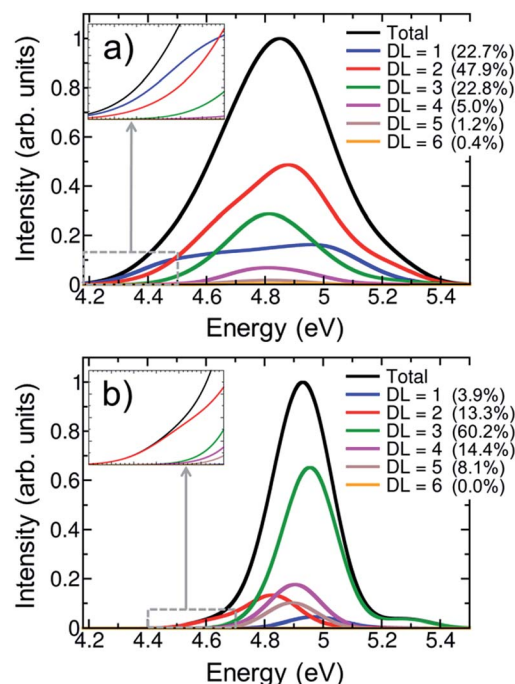 a)
Total
DL = 1 (22.7%)
DL = 2 (47.9%)
DL = 3 (22.8%)
DL = 4 (5.0%)
DL = 5 (1.2%)
DL = 6 (0.4%)
Intensity (arb. units)
1
0.8
0.6
0.4
0.2
0
4.2 4.4 4.6 4.8 5 5.2 5.4
Energy (eV)
b)
Total
DL = 1 (3.9%)
DL = 2 (13.3%)
DL = 3 (60.2%)
DL = 4 (14.4%)
DL = 5 (8.1%)
DL = 6 (0.0%)
Intensity (arb. units)
1
0.8
0.6
0.4
0.2
0
4.2 4.4 4.6 4.8 5 5.2 5.4
Energy (eV)